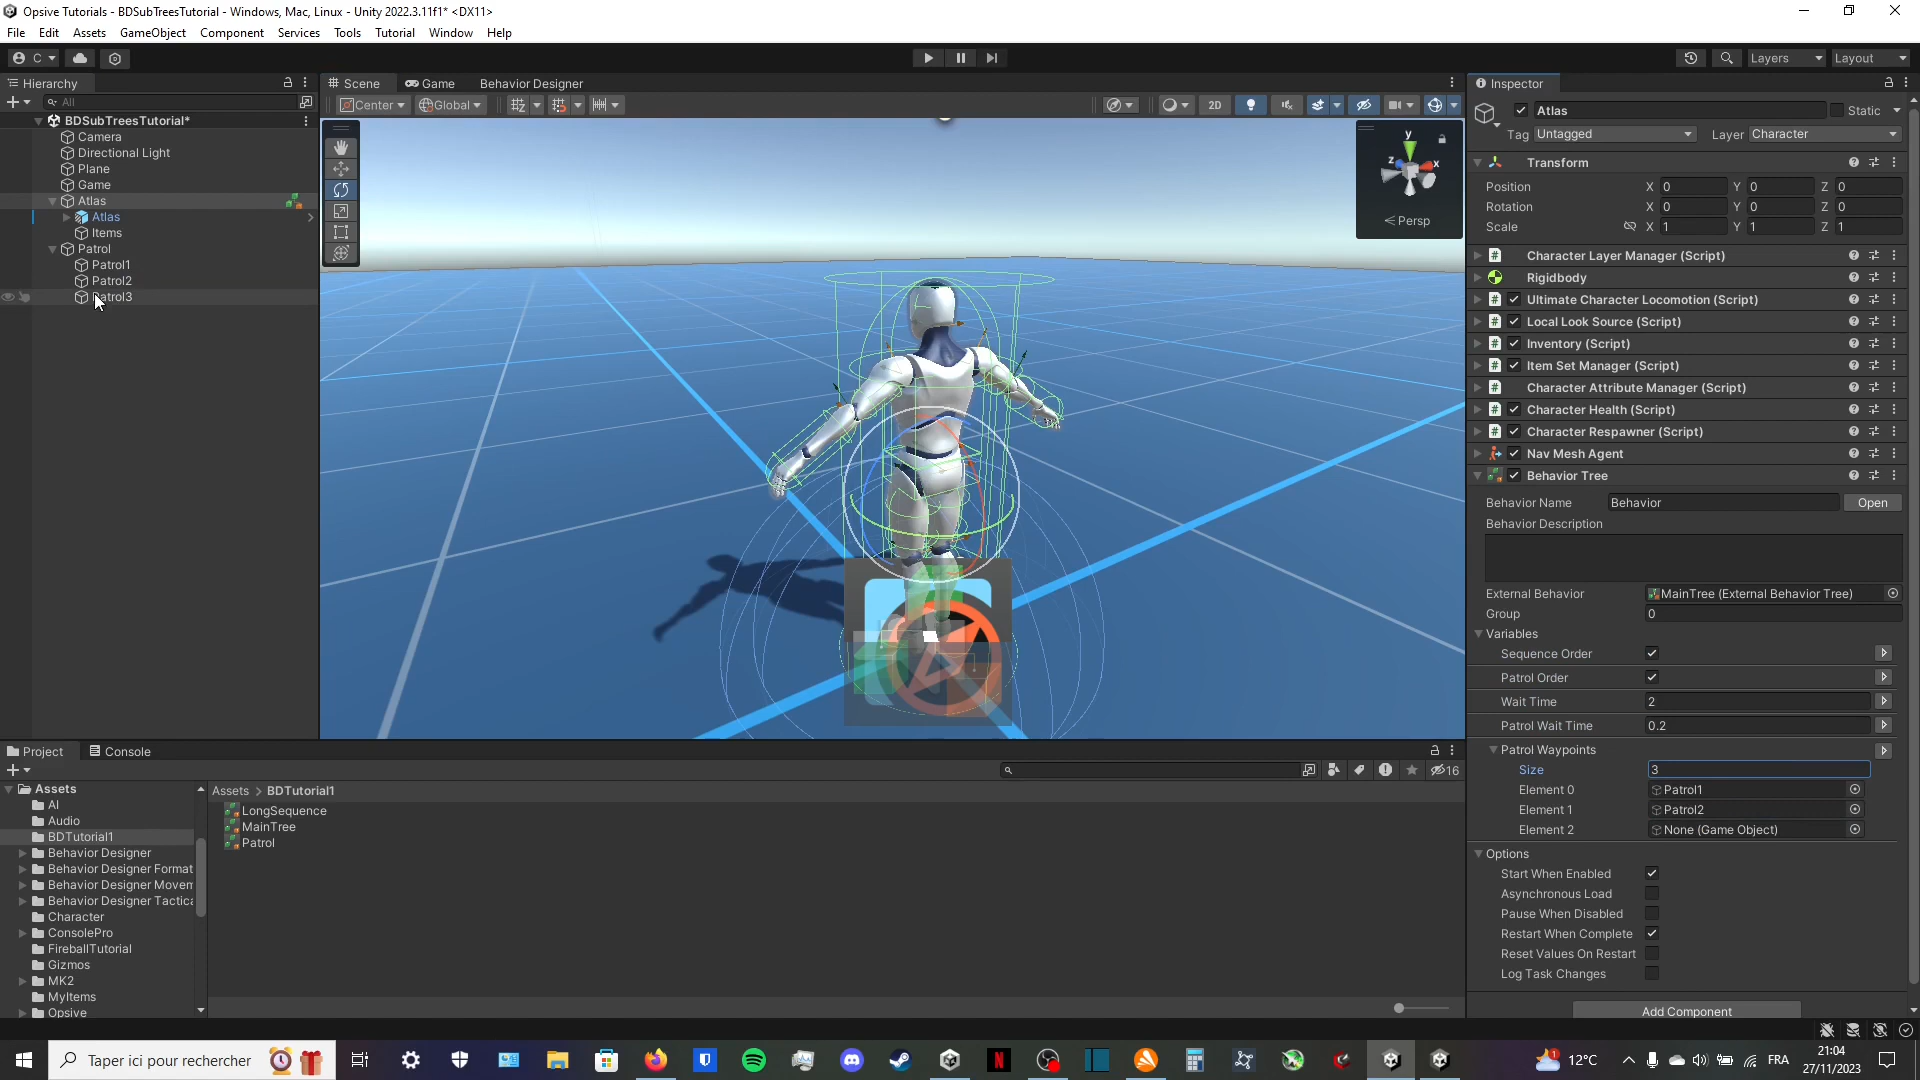 Opsive Tutorials - BDSubTreesTutorial - Windows, Mac, Linux - Unity 2022.3.11f1* <DX11>
File Edit Assets GameObject Component Services Tools Tutorial Window Help
C Layers Layout
Hierarchy
All
BDSubTreesTutorial*
Camera
Directional Light
Plane
Game
Atlas
Atlas
Items
Patrol
Patrol1
Patrol2
Patrol3
Scene Game Behavior Designer
Center Global 2D
y
z x
Persp
Inspector
Atlas Static
Tag Untagged Layer Character
Transform
Position X 0 Y 0 Z 0
Rotation X 0 Y 0 Z 0
Scale X 1 Y 1 Z 1
Character Layer Manager (Script)
Rigidbody
Ultimate Character Locomotion (Script)
Local Look Source (Script)
Inventory (Script)
Item Set Manager (Script)
Character Attribute Manager (Script)
Character Health (Script)
Character Respawner (Script)
Nav Mesh Agent
Behavior Tree
Behavior Name Behavior Open
Behavior Description
External Behavior MainTree (External Behavior Tree)
Group 0
Variables
Sequence Order
Patrol Order
Wait Time 2
Patrol Wait Time 0.2
Patrol Waypoints
Size 3
Element 0 Patrol1
Element 1 Patrol2
Element 2 None (Game Object)
Options
Start When Enabled
Asynchronous Load
Pause When Disabled
Restart When Complete
Reset Values On Restart
Log Task Changes
Add Component
Project Console
16
Assets
AI
Audio
BDTutorial1
Behavior Designer
Behavior Designer Format
Behavior Designer Movem
Behavior Designer Tactica
Character
ConsolePro
FireballTutorial
Gizmos
MK2
MyItems
Opsive
Assets > BDTutorial1
LongSequence
MainTree
Patrol
Taper ici pour rechercher
1 12°C FRA 21:04
27/11/2023